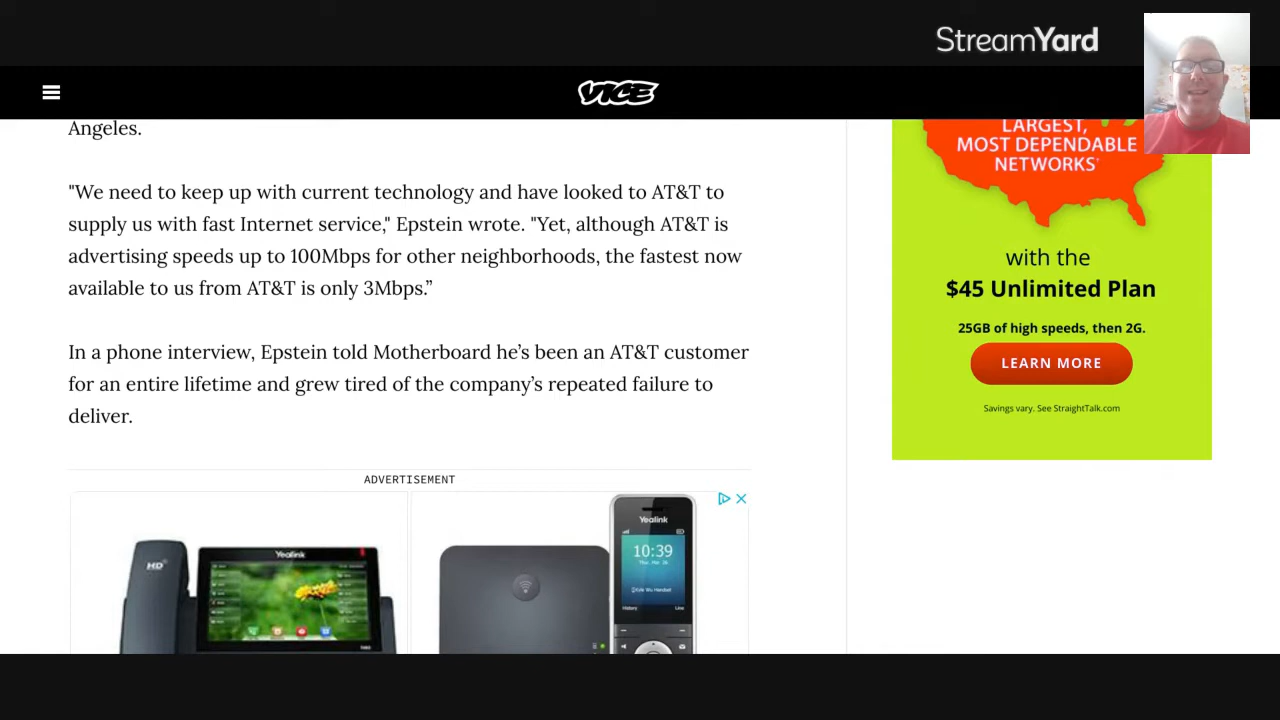 StreamYard
VICE
Angeles.
"We need to keep up with current technology and have looked to AT&T to
supply us with fast Internet service," Epstein wrote. "Yet, although AT&T is
advertising speeds up to 100Mbps for other neighborhoods, the fastest now
available to us from AT&T is only 3Mbps.”
In a phone interview, Epstein told Motherboard he’s been an AT&T customer
for an entire lifetime and grew tired of the company’s repeated failure to
deliver.
ADVERTISEMENT
HD
Yealink
Yealink
10:39
History
Line
LARGEST,
MOST DEPENDABLE
NETWORKS*
with the
$45 Unlimited Plan
25GB of high speeds, then 2G.
LEARN MORE
Savings vary. See StraightTalk.com